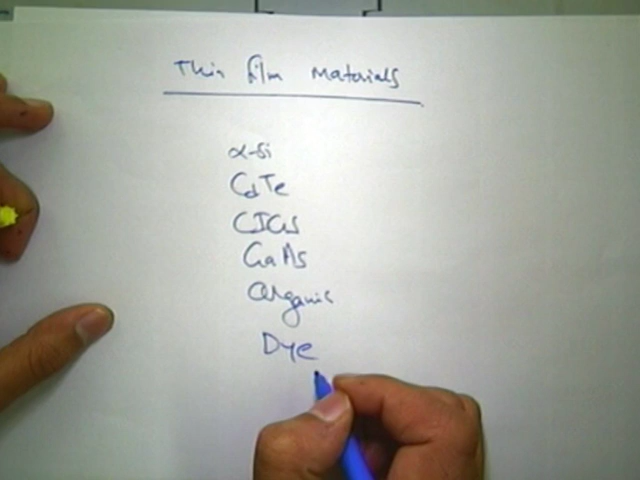 Thin film Materials
α-Si
CdTe
CIGS
GaAs
Organic
Dye